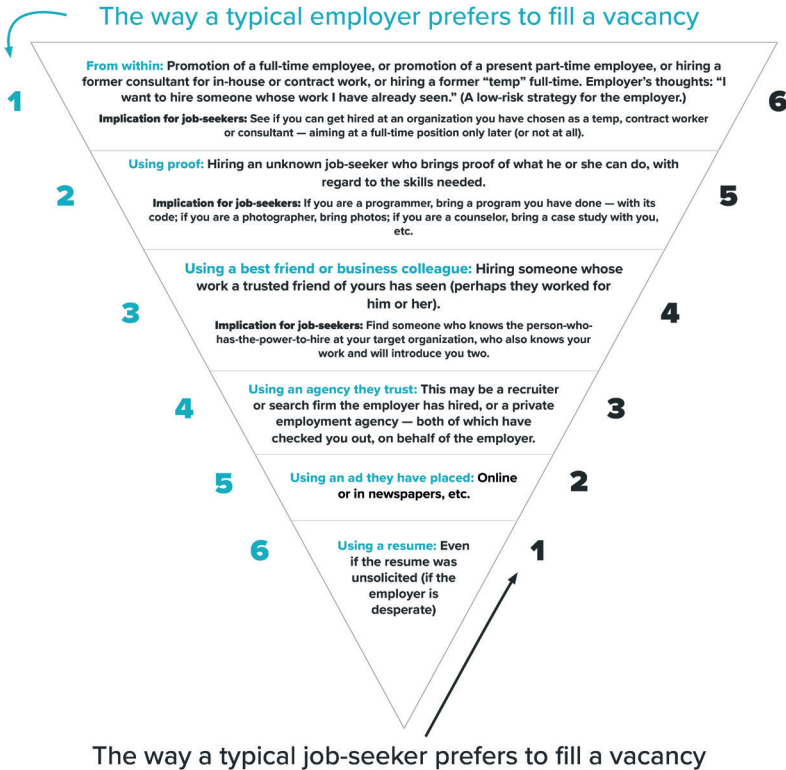 The way a typical employer prefers to fill a vacancy
From within: Promotion of a full-time employee, or promotion of a present part-time employee, or hiring a
former consultant for in-house or contract work, or hiring a former “temp” full-time. Employer’s thoughts: “I
want to hire someone whose work I have already seen.” (A low-risk strategy for the employer.)
Implication for job-seekers: See if you can get hired at an organization you have chosen as a temp, contract worker
or consultant — aiming at a full-time position only later (or not at all).
1
6
Using proof: Hiring an unknown job-seeker who brings proof of what he or she can do, with
regard to the skills needed.
Implication for job-seekers: If you are a programmer, bring a program you have done — with its
code; if you are a photographer, bring photos; if you are a counselor, bring a case study with you,
etc.
2
5
Using a best friend or business colleague: Hiring someone whose
work a trusted friend of yours has seen (perhaps they worked for
him or her).
Implication for job-seekers: Find someone who knows the person-who-
has-the-power-to-hire at your target organization, who also knows your
work and will introduce you two.
3
4
Using an agency they trust: This may be a recruiter
or search firm the employer has hired, or a private
employment agency — both of which have
checked you out, on behalf of the employer.
4
3
Using an ad they have placed: Online
or in newspapers, etc.
5
2
Using a resume: Even
if the resume was
unsolicited (if the
employer is
desperate)
6
1
The way a typical job-seeker prefers to fill a vacancy